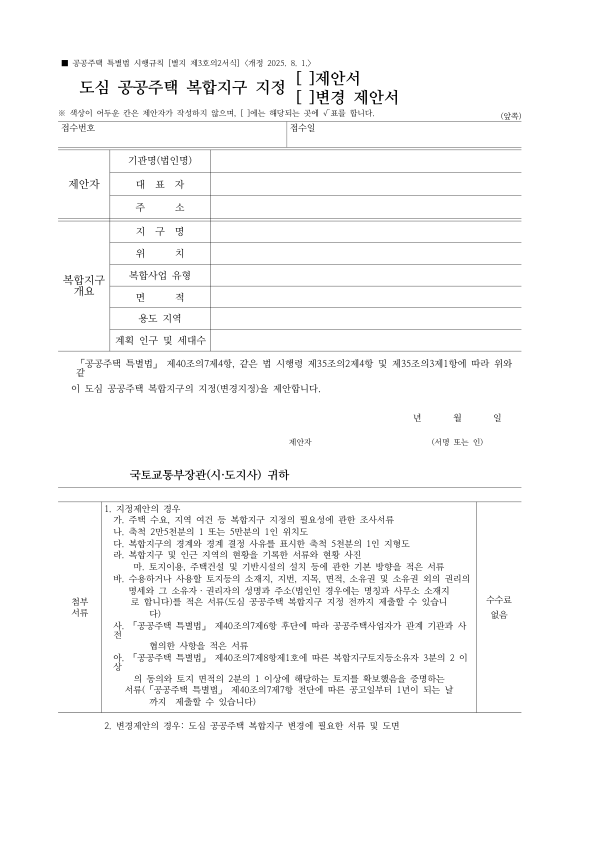 ■ 공공주택 특별법 시행규칙 [별지 제3호의2서식] <개정 2025. 8. 1.>
도심 공공주택 복합지구 지정 [ ]제안서
[ ]변경 제안서
※ 색상이 어두운 칸은 제안자가 작성하지 않으며, [ ]에는 해당되는 곳에 √표를 합니다.
(앞쪽)
접수번호 접수일
제안자
기관명(법인명)
대 표 자
주 소
복합지구
개요
지 구 명
위 치
복합사업 유형
면 적
용도 지역
계획 인구 및 세대수
「공공주택 특별법」 제40조의7제4항, 같은 법 시행령 제35조의2제4항 및 제35조의3제1항에 따라 위와
같
이 도심 공공주택 복합지구의 지정(변경지정)을 제안합니다.
년 월 일
제안자 (서명 또는 인)
국토교통부장관(시·도지사) 귀하
첨부
서류
1. 지정제안의 경우
가. 주택 수요, 지역 여건 등 복합지구 지정의 필요성에 관한 조사서류
나. 축척 2만5천분의 1 또는 5만분의 1인 위치도
다. 복합지구의 경계와 경계 결정 사유를 표시한 축척 5천분의 1인 지형도
라. 복합지구 및 인근 지역의 현황을 기록한 서류와 현황 사진
마. 토지이용, 주택건설 및 기반시설의 설치 등에 관한 기본 방향을 적은 서류
바. 수용하거나 사용할 토지등의 소재지, 지번, 지목, 면적, 소유권 및 소유권 외의 권리의
명세와 그 소유자ㆍ권리자의 성명과 주소(법인인 경우에는 명칭과 사무소 소재지
로 합니다)를 적은 서류(도심 공공주택 복합지구 지정 전까지 제출할 수 있습니
다)
사. 「공공주택 특별법」 제40조의7제6항 후단에 따라 공공주택사업자가 관계 기관과 사
전
협의한 사항을 적은 서류
아. 「공공주택 특별법」 제40조의7제8항제1호에 따른 복합지구토지등소유자 3분의 2 이
상
의 동의와 토지 면적의 2분의 1 이상에 해당하는 토지를 확보했음을 증명하는
서류(「공공주택 특별법」 제40조의7제7항 전단에 따른 공고일부터 1년이 되는 날
까지 제출할 수 있습니다)
수수료
없음
2. 변경제안의 경우: 도심 공공주택 복합지구 변경에 필요한 서류 및 도면